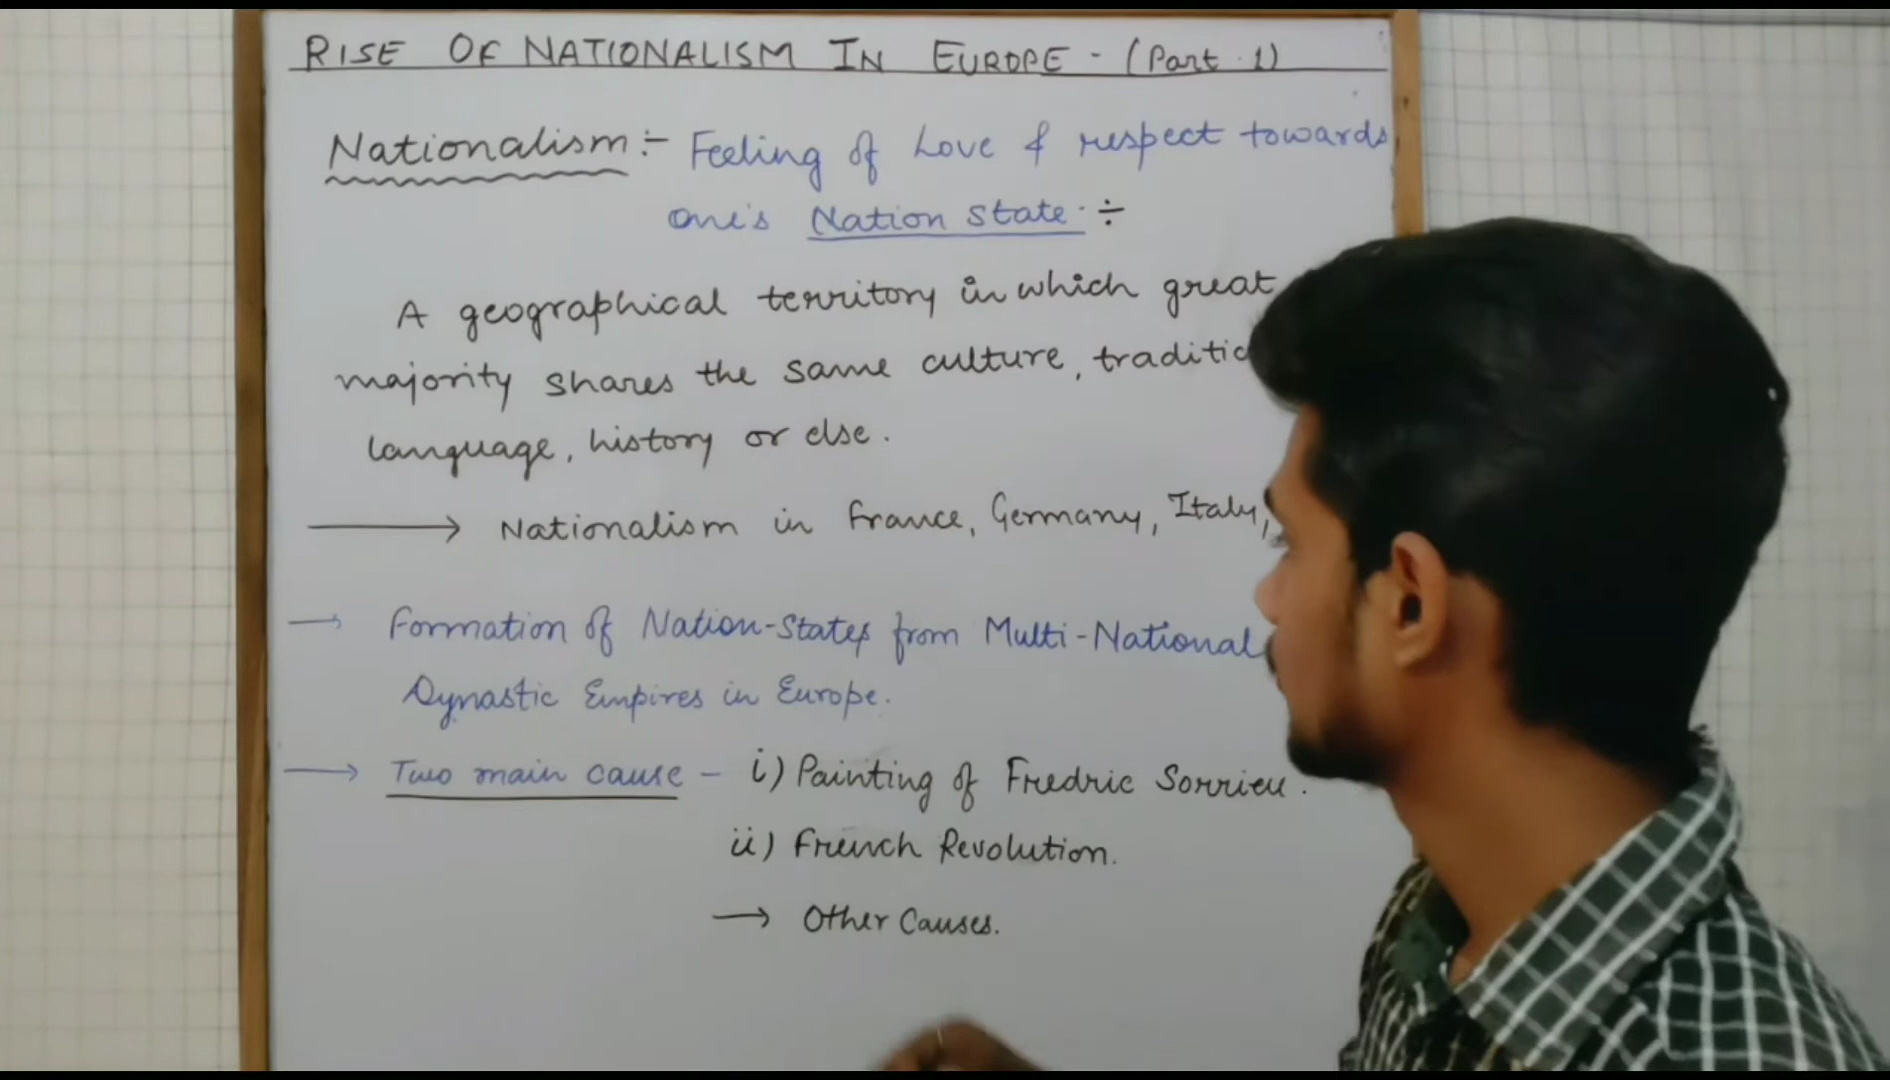 RISE OF NATIONALISM IN EUROPE - (Part 1)
Nationalism :- Feeling of Love & respect towards
one's Nation state. ÷
A geographical territory in which great
majority shares the same culture, traditio
language, history or else.
→ Nationalism in France, Germany, Italy,
→ Formation of Nation-States from Multi-National
Dynastic Empires in Europe.
→ Two main cause - i) Painting of Fredric Sorrieu.
ii) French Revolution.
→ Other Causes.